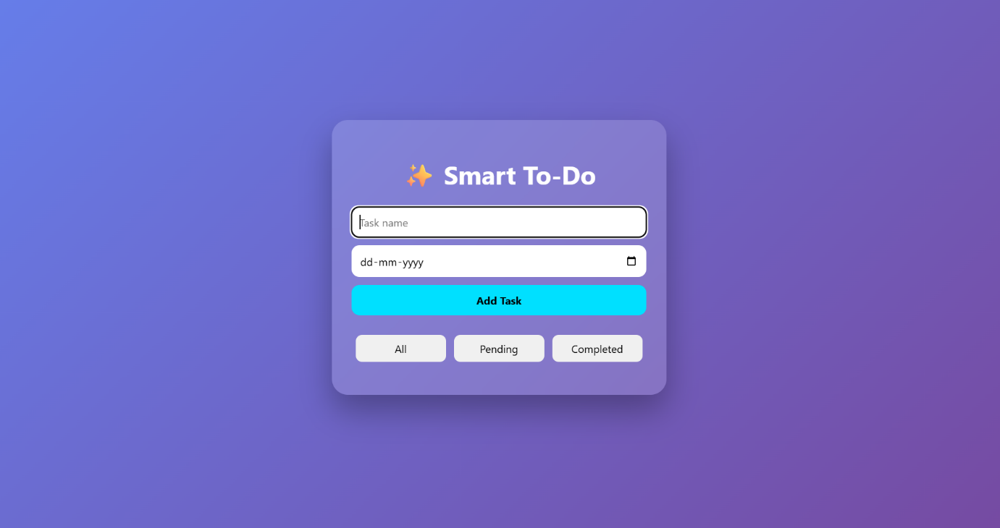 ✨ Smart To-Do
Task name
dd-mm-yyyy
Add Task
All Pending Completed